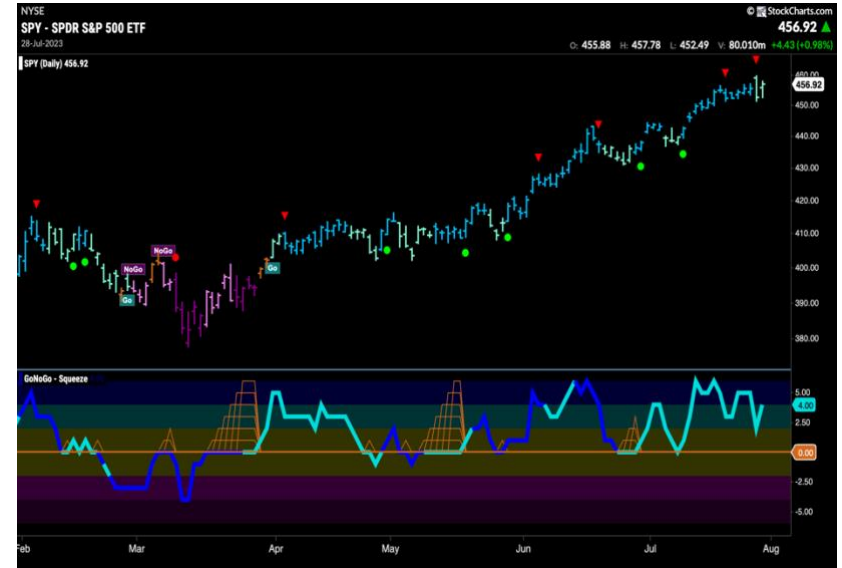 NYSE
© StockCharts.com
SPY - SPDR S&P 500 ETF
456.92
28-Jul-2023
O: 455.88 H: 457.78 L: 452.49 V: 80.010m +4.43 (+0.98%)
SPY (Daily) 456.92
460.00
456.92
450.00
440.00
430.00
420.00
410.00
NoGo
NoGo
Go
400.00
Go
390.00
380.00
GoNoGo - Squeeze
5.00
4.00
2.50
0.00
-2.50
-5.00
Feb Mar Apr May Jun Jul Aug